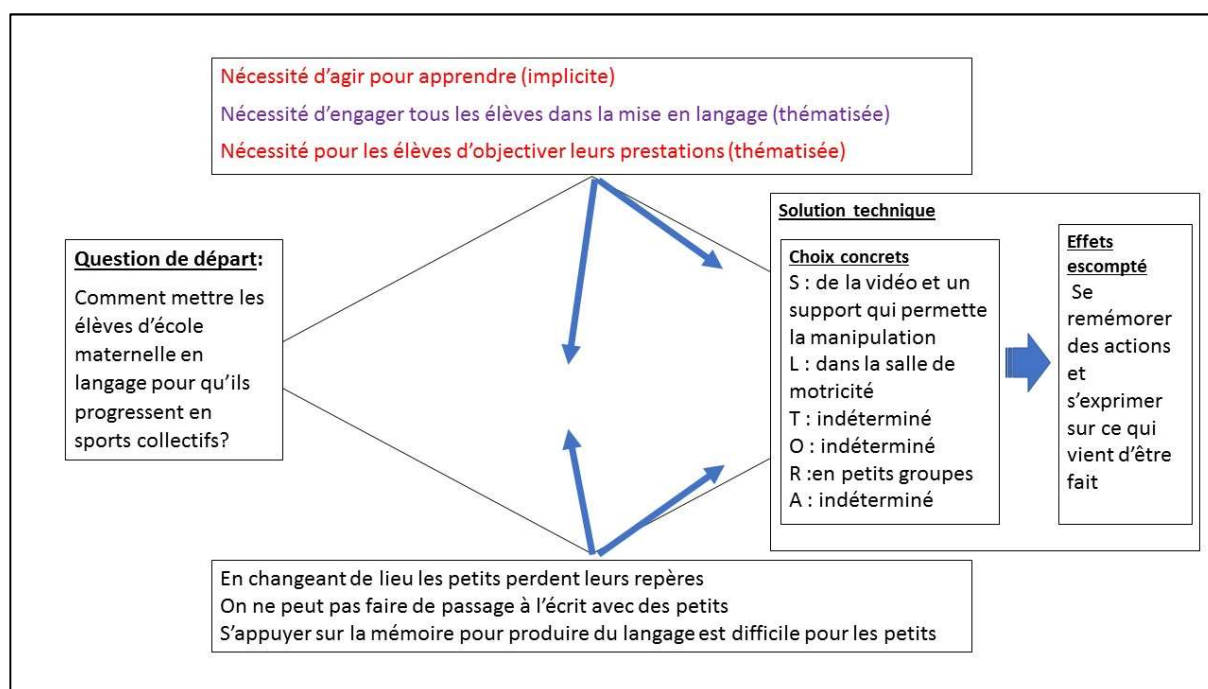 Nécessité d'agir pour apprendre (implicite)
Nécessité d'engager tous les élèves dans la mise en langage (thématisée)
Nécessité pour les élèves d'objectiver leurs prestations (thématisée)
Question de départ:
Comment mettre les
élèves d'école
maternelle en
langage pour qu'ils
progressent en
sports collectifs?
Solution technique
Choix concrets
S : de la vidéo et un
support qui permette
la manipulation
L : dans la salle de
motricité
T : indéterminé
O : indéterminé
R :en petits groupes
A : indéterminé
Effets
escompté
Se
remémorer
des actions
et
s'exprimer
sur ce qui
vient d'être
fait
En changeant de lieu les petits perdent leurs repères
On ne peut pas faire de passage à l'écrit avec des petits
S'appuyer sur la mémoire pour produire du langage est difficile pour les petits